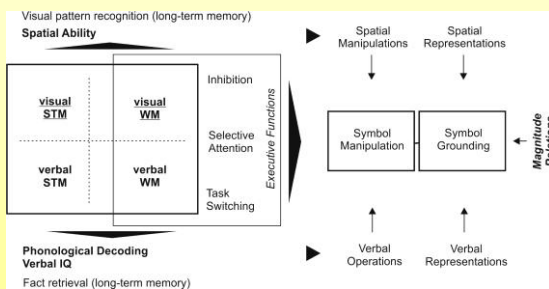 Visual pattern recognition (long-term memory)
Spatial Ability
visual
STM
visual
WM
verbal
STM
verbal
WM
Inhibition
Selective
Attention
Task
Switching
Executive Functions
Phonological Decoding
Verbal IQ
Fact retrieval (long-term memory)
Spatial
Manipulations
Spatial
Representations
Symbol
Manipulation
Symbol
Grounding
Magnitude
Verbal
Operations
Verbal
Representations